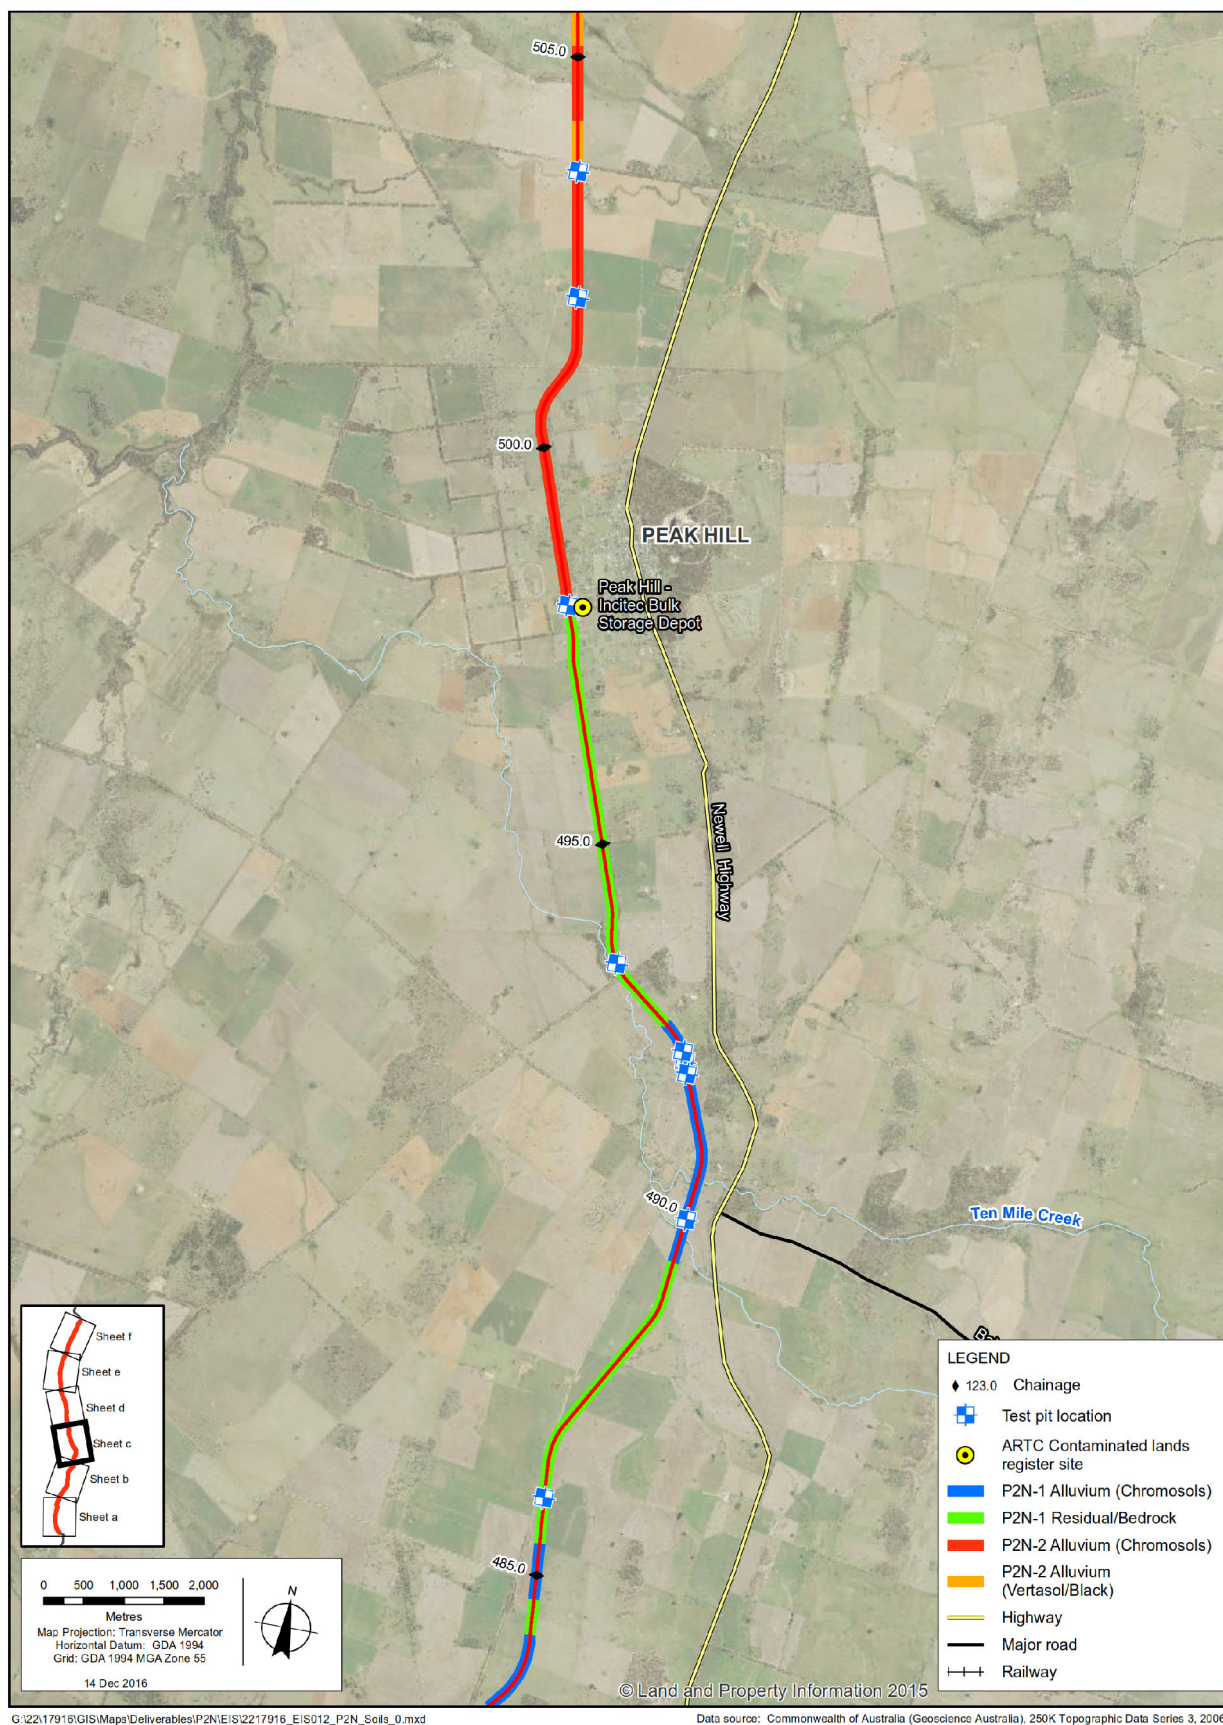 505.0
500.0
PEAK HILL
Peak Hill -
Incitec Bulk
Storage Depot
495.0
Newell Highway
490.0
Ten Mile Creek
485.0
Sheet f
Sheet e
Sheet d
Sheet c
Sheet b
Sheet a
0 500 1,000 1,500 2,000
Metres
Map Projection: Transverse Mercator
Horizontal Datum: GDA 1994
Grid: GDA 1994 MGA Zone 55
14 Dec 2016
N
LEGEND
123.0 Chainage
Test pit location
ARTC Contaminated lands
register site
P2N-1 Alluvium (Chromosols)
P2N-1 Residual/Bedrock
P2N-2 Alluvium (Chromosols)
P2N-2 Alluvium
(Vertasol/Black)
Highway
Major road
Railway
© Land and Property Information 2015
G:\22\17916\GIS\Maps\Deliverables\P2N\EIS\2217916_EIS012_P2N_Soils_0.mxd
Data source: Commonwealth of Australia (Geoscience Australia), 250K Topographic Data Series 3, 2006